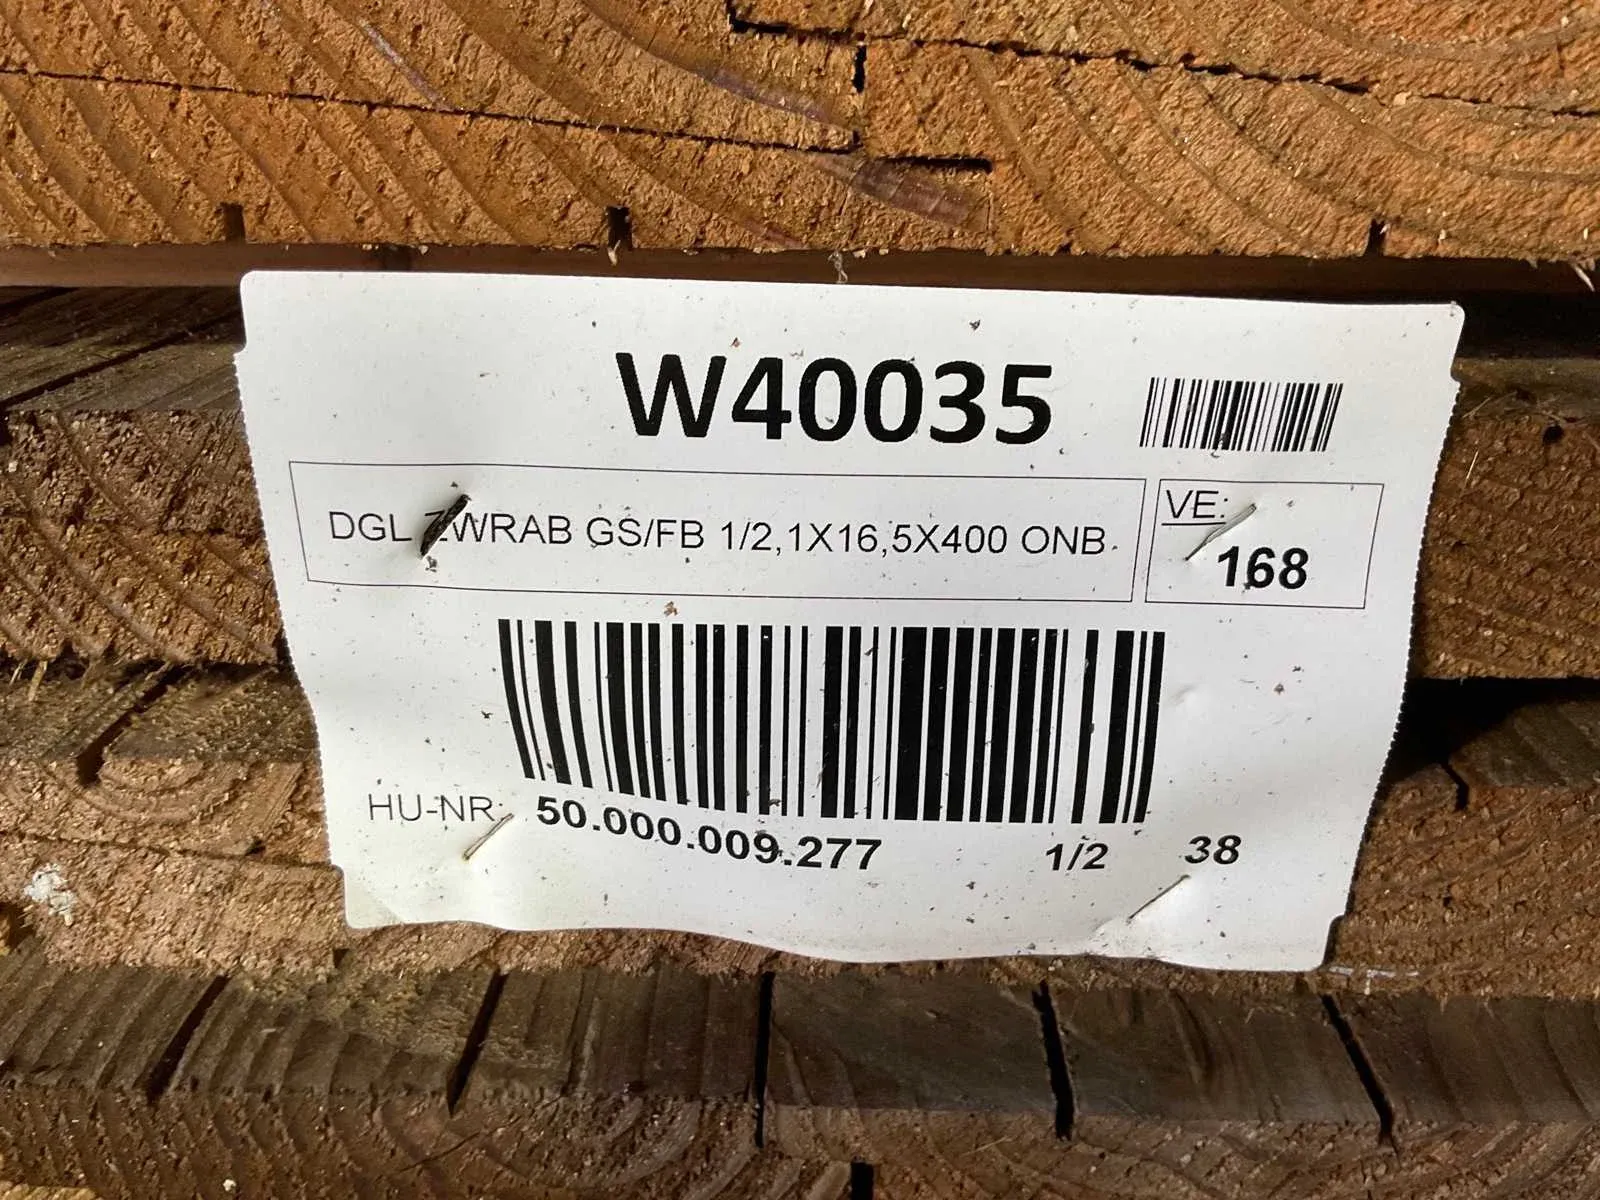 W40035
DGL ZWRAB GS/FB 1/2,1X16,5X400 ONB.
VE:
168
HU-NR: 50.000.009.277 1/2 38